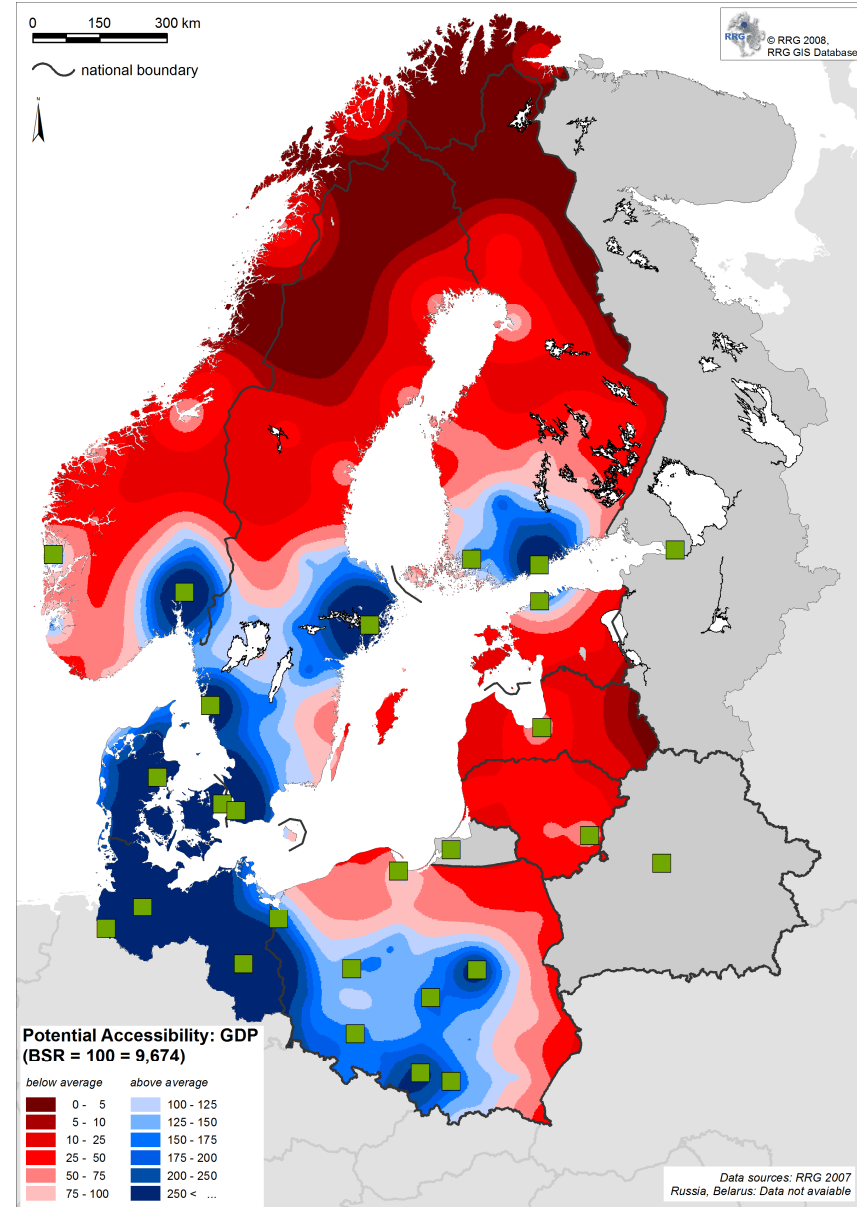 0 150 300 km
national boundary
N
RRG
© RRG 2008,
RRG GIS Database
Potential Accessibility: GDP
(BSR = 100 = 9,674)
below average above average
0 - 5 100 - 125
5 - 10 125 - 150
10 - 25 150 - 175
25 - 50 175 - 200
50 - 75 200 - 250
75 - 100 250 < ...
Data sources: RRG 2007
Russia, Belarus: Data not avaiable